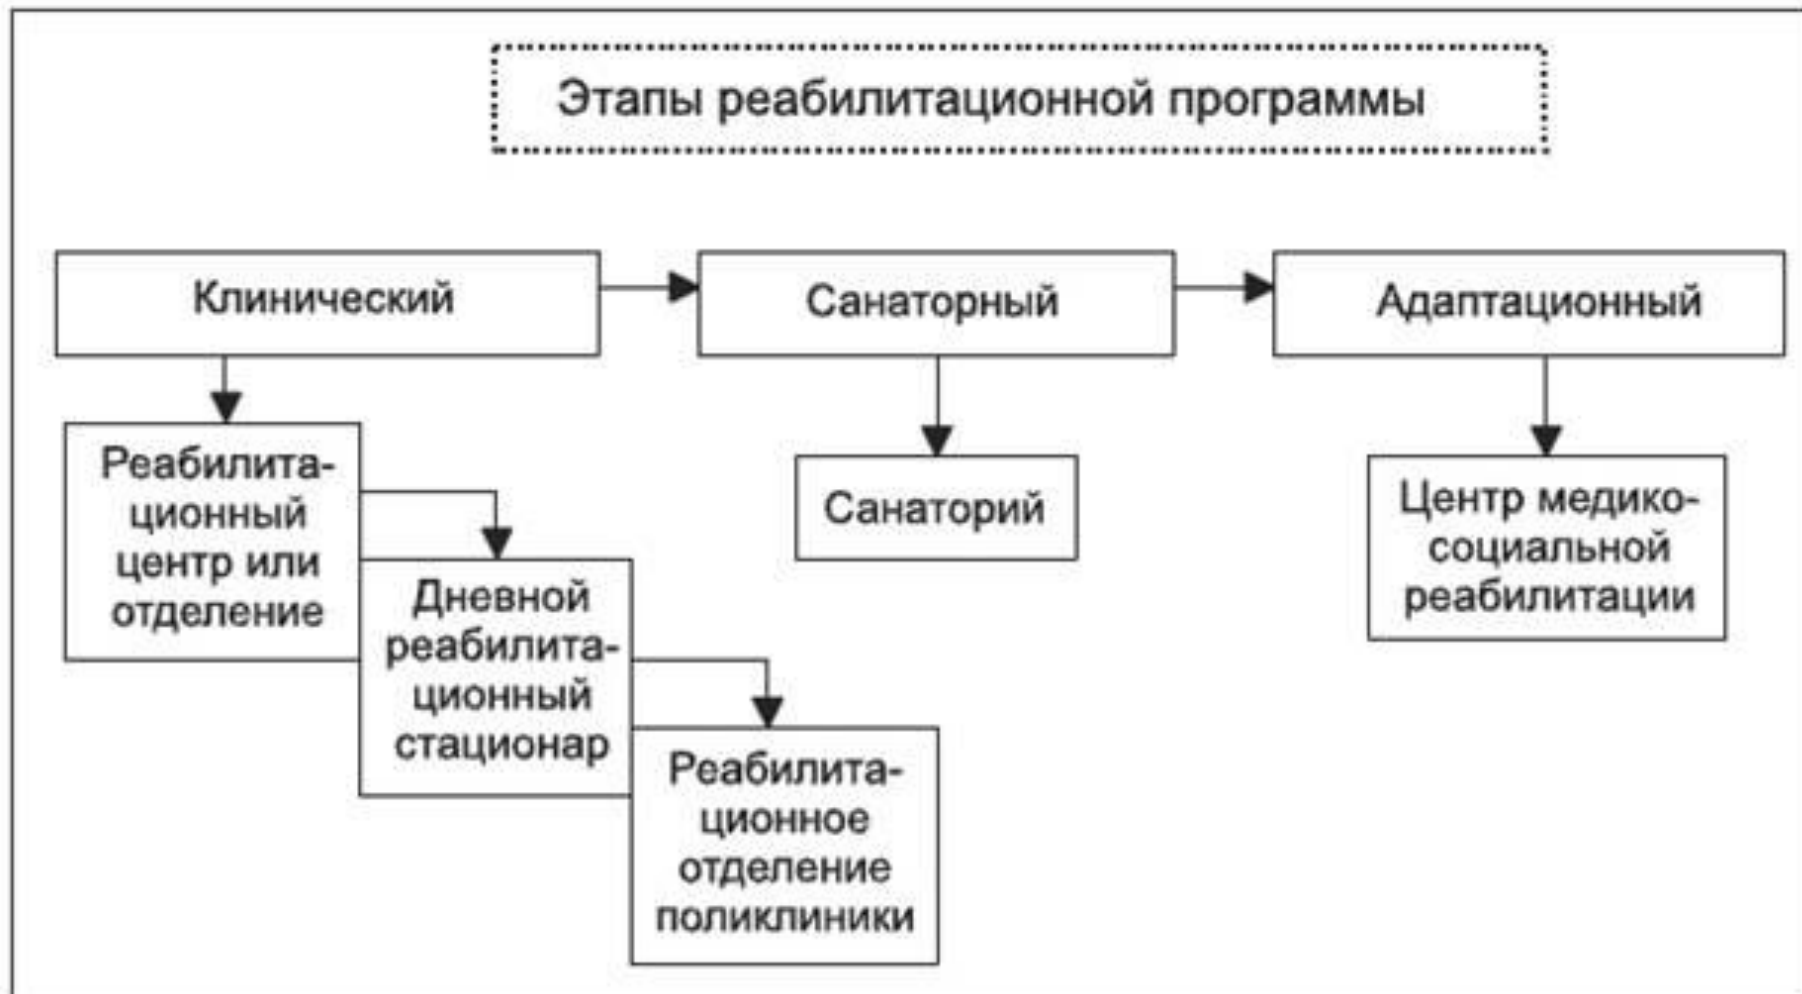 Этапы реабилитационной программы
Клинический
Санаторный
Адаптационный
Реабилита-
ционный
центр или
отделение
Дневной
реабилита-
ционный
стационар
Реабилита-
ционное
отделение
поликлиники
Санаторий
Центр медико-
социальной
реабилитации